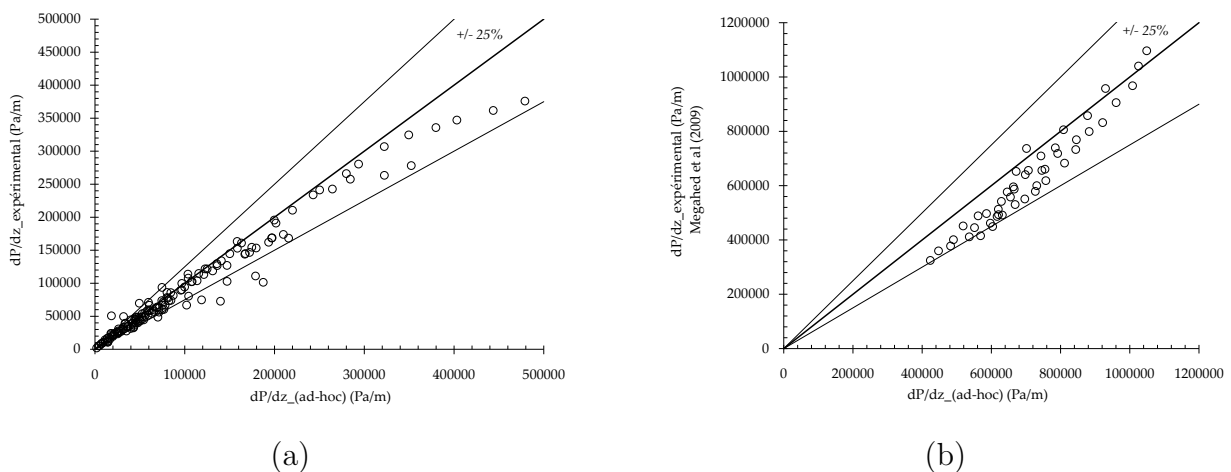 500000
450000
400000
350000
300000
250000
200000
150000
100000
50000
0
0 100000 200000 300000 400000 500000
dP/dz_expérimental (Pa/m)
dP/dz_(ad-hoc) (Pa/m)
+/- 25%
(a)
1200000
1000000
800000
600000
400000
200000
0
0 200000 400000 600000 800000 1000000 1200000
dP/dz_expérimental (Pa/m)
Megahed et al (2009)
dP/dz_(ad-hoc) (Pa/m)
+/- 25%
(b)